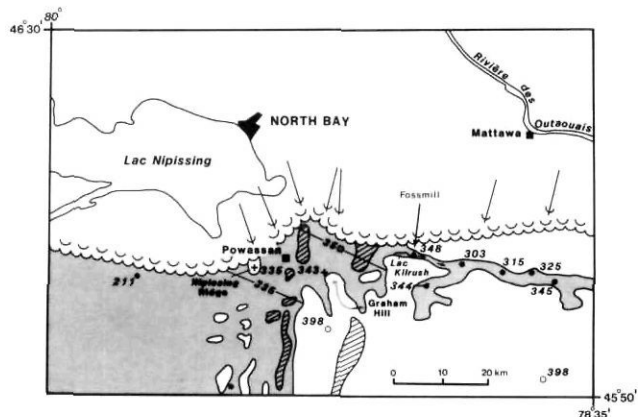 46°30'
80°
Rivière des
Outaouais
NORTH BAY
Mattawa
Lac Nipissing
Fossmill
Powassan
350
348
Lac
Kilrush
303
315
325
211
335
343
Nipissing
Ridge
336
344
345
Graham
Hill
398
0 10 20 km
398
45°50'
78°35'